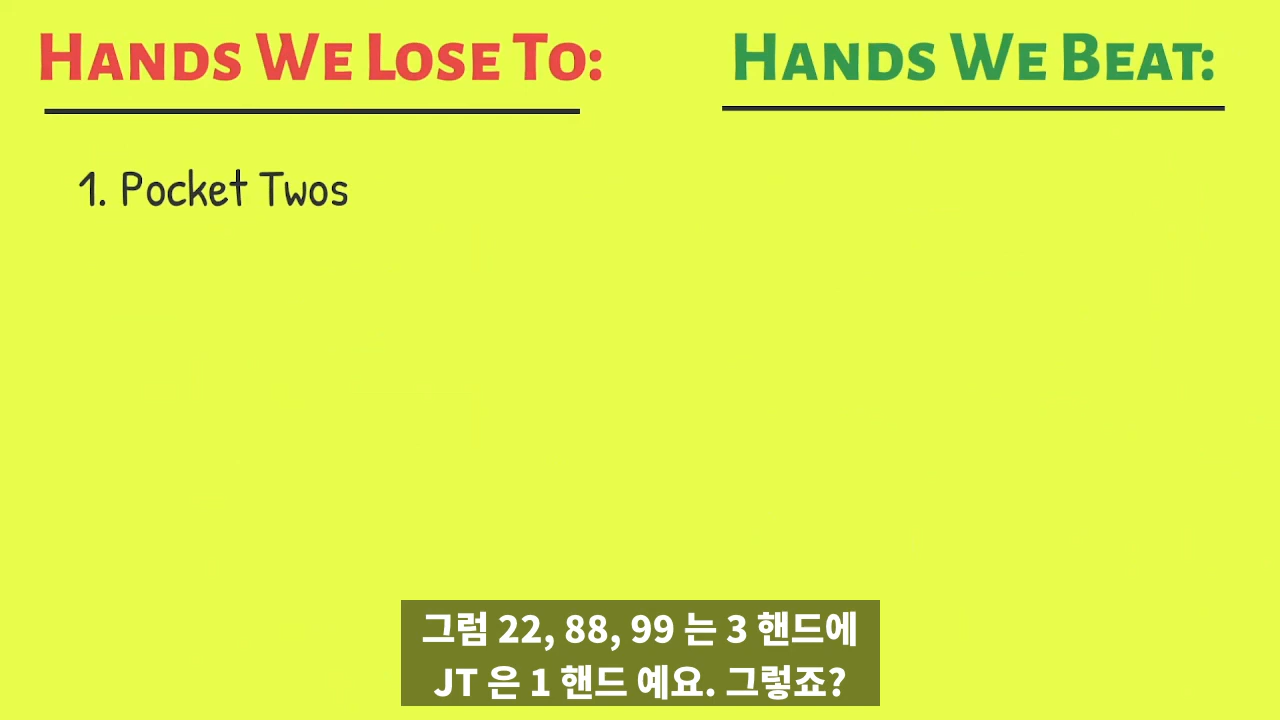 HANDS WE LOSE TO:
HANDS WE BEAT:
1. Pocket Twos
그럼 22, 88, 99 는 3 핸드에
JT 은 1 핸드 예요. 그렇죠?